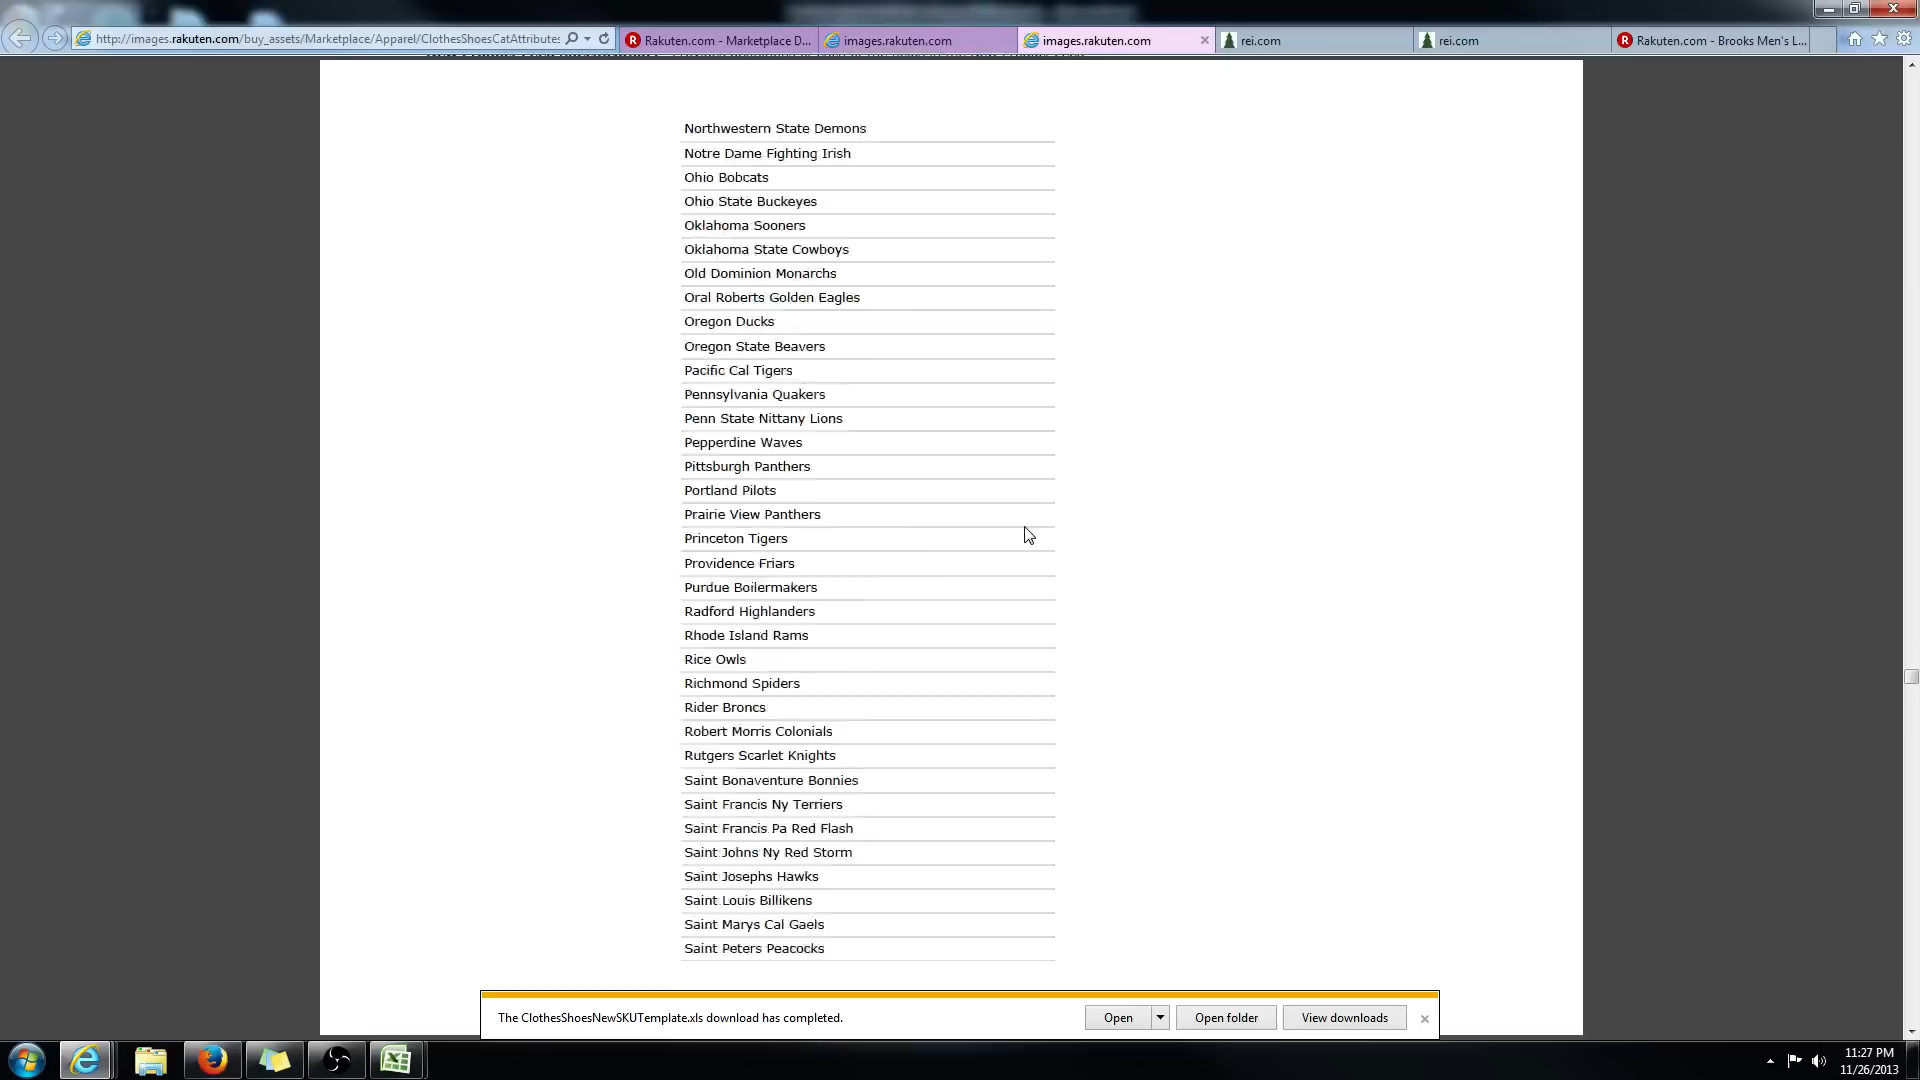 http://images.rakuten.com/buy_assets/Marketplace/Apparel/ClothesShoesCatAttributes
Rakuten.com - Marketplace D...
images.rakuten.com
images.rakuten.com
rei.com
rei.com
Rakuten.com - Brooks Men's L...
Northwestern State Demons
Notre Dame Fighting Irish
Ohio Bobcats
Ohio State Buckeyes
Oklahoma Sooners
Oklahoma State Cowboys
Old Dominion Monarchs
Oral Roberts Golden Eagles
Oregon Ducks
Oregon State Beavers
Pacific Cal Tigers
Pennsylvania Quakers
Penn State Nittany Lions
Pepperdine Waves
Pittsburgh Panthers
Portland Pilots
Prairie View Panthers
Princeton Tigers
Providence Friars
Purdue Boilermakers
Radford Highlanders
Rhode Island Rams
Rice Owls
Richmond Spiders
Rider Broncs
Robert Morris Colonials
Rutgers Scarlet Knights
Saint Bonaventure Bonnies
Saint Francis Ny Terriers
Saint Francis Pa Red Flash
Saint Johns Ny Red Storm
Saint Josephs Hawks
Saint Louis Billikens
Saint Marys Cal Gaels
Saint Peters Peacocks
The ClothesShoesNewSKUTemplate.xls download has completed.
Open
Open folder
View downloads
11:27 PM
11/26/2013